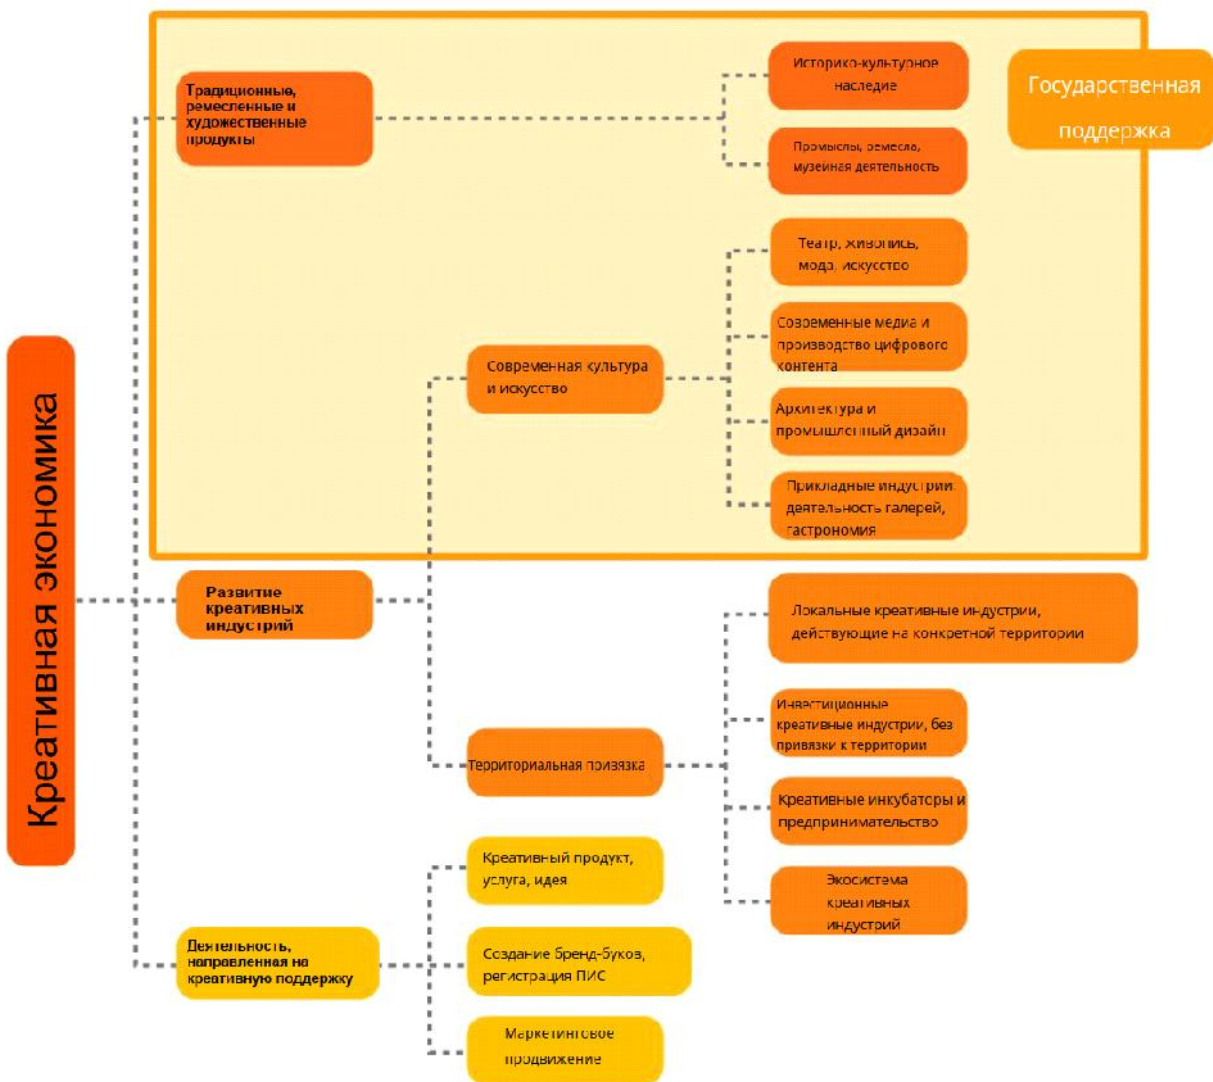 Креативная экономика
Традиционные,
ремесленные и
художественные
продукты
Историко-культурное
наследие
Промыслы, ремесла,
музейная деятельность
Государственная
поддержка
Современная культура
и искусство
Театр, живопись,
мода, искусство
Современные медиа и
производство цифрового
контента
Архитектура и
промышленный дизайн
Прикладные индустрии:
деятельность галерей,
гастрономия
Развитие
креативных
индустрий
Территориальная привязка
Локальные креативные индустрии,
действующие на конкретной территории
Инвестиционные
креативные индустрии, без
привязки к территории
Креативные инкубаторы и
предпринимательство
Экосистема
креативных
индустрий
Деятельность,
направленная на
креативную поддержку
Креативный продукт,
услуга, идея
Создание бренд-буков,
регистрация ПИС
Маркетинговое
продвижение